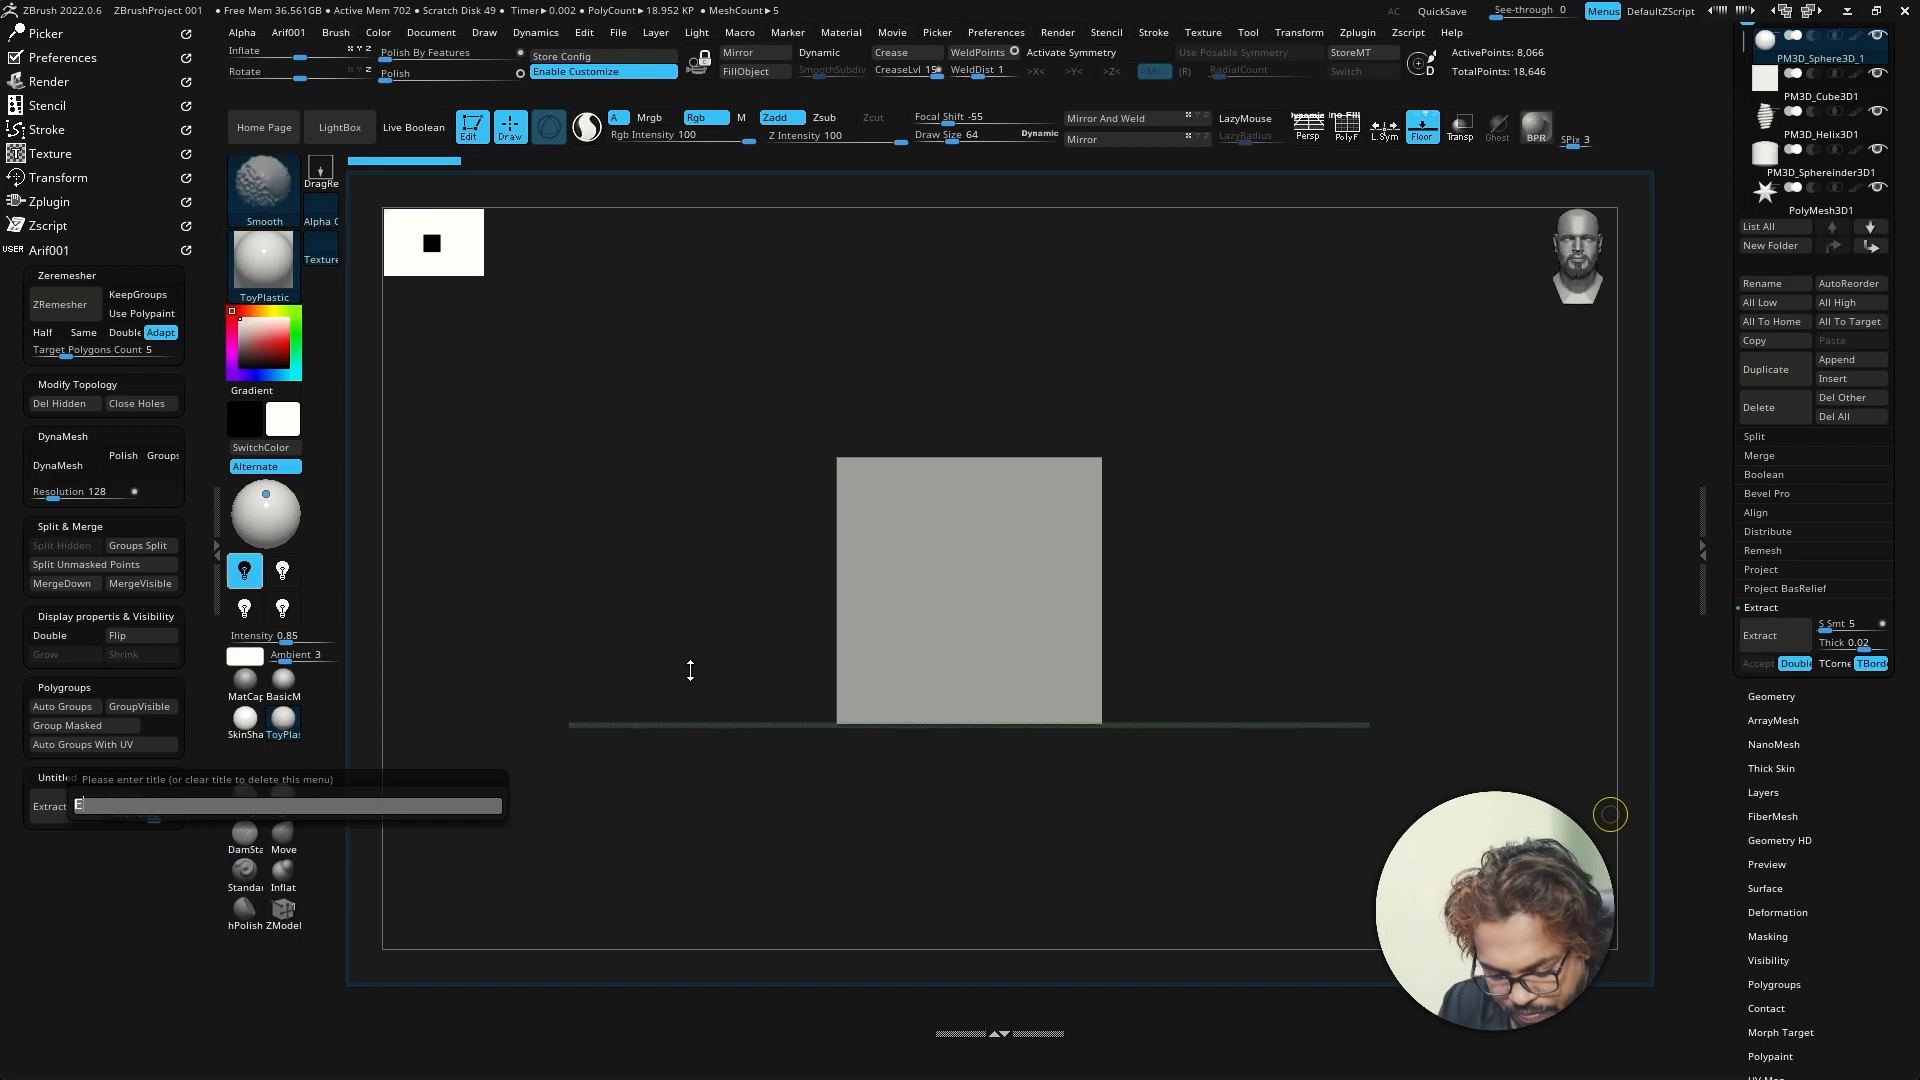 ZBrush 2022.0.6 ZBrushProject 001 • Free Mem 36.561GB • Active Mem 702 • Scratch Disk 49 • Timer►0.002 • PolyCount►18.952 KP • MeshCount►5 AC QuickSave See-through 0 Menus DefaultZScript
Alpha Arif001 Brush Color Document Draw Dynamics Edit File Layer Light Macro Marker Material Movie Picker Preferences Render Stencil Stroke Texture Tool Transform Zplugin Zscript Help
Picker
Preferences
Render
Stencil
Stroke
Texture
Transform
Zplugin
Zscript
USER Arif001
Zeremesher
ZRemesher
KeepGroups
Use Polypaint
Half Same Double Adapt
Target Polygons Count 5
Modify Topology
Del Hidden Close Holes
DynaMesh
DynaMesh Polish Groups
Resolution 128
Split & Merge
Split Hidden Groups Split
Split Unmasked Points
MergeDown MergeVisible
Display propertis & Visibility
Double Flip
Grow Shrink
Polygroups
Auto Groups GroupVisible
Group Masked
Auto Groups With UV
Untitled
Please enter title (or clear title to delete this menu)
Extract E
Inflate
Rotate
Polish By Features
Polish
Store Config
Enable Customize
Mirror Dynamic Crease WeldPoints Activate Symmetry Use Posable Symmetry StoreMT
FillObject SmoothSubdiv CreaseLvl 15 WeldDist 1 >X< >Y< >Z< >M< (R) RadialCount Switch
ActivePoints: 8,066
TotalPoints: 18,646
Home Page LightBox Live Boolean Edit Draw
A Mrgb Rgb M Zadd Zsub Zcut
Rgb Intensity 100 Z Intensity 100
Focal Shift -55
Draw Size 64 Dynamic
Mirror And Weld
Mirror
LazyMouse
LazyRadius
Persp PolyF L.Sym Floor Transp Ghost BPR SPix 3
Smooth
DragRe
Alpha O
Texture
ToyPlastic
Gradient
SwitchColor
Alternate
Intensity 0.85
Ambient 3
MatCap BasicM
SkinSha ToyPlas
DamSta Move
Standar Inflat
hPolish ZModel
PM3D_Sphere3D_1
PM3D_Cube3D1
PM3D_Helix3D1
PM3D_Sphereinder3D1
PolyMesh3D1
List All
New Folder
Rename AutoReorder
All Low All High
All To Home All To Target
Copy Paste
Duplicate Append
Insert
Delete Del Other
Del All
Split
Merge
Boolean
Bevel Pro
Align
Distribute
Remesh
Project
Project BasRelief
Extract
Extract S Smt 5
Thick 0.02
Accept Double TCorne TBorde
Geometry
ArrayMesh
NanoMesh
Thick Skin
Layers
FiberMesh
Geometry HD
Preview
Surface
Deformation
Masking
Visibility
Polygroups
Contact
Morph Target
Polypaint